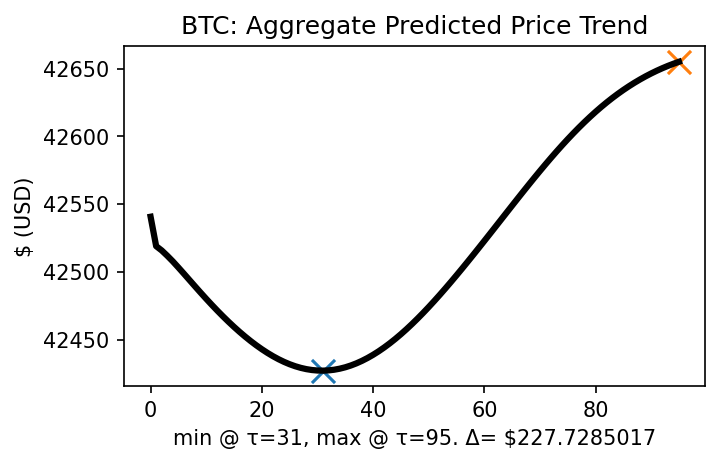 BTC: Aggregate Predicted Price Trend
42650
42600
42550
42500
42450
$ (USD)
0 20 40 60 80
min @ τ=31, max @ τ=95. Δ= $227.7285017